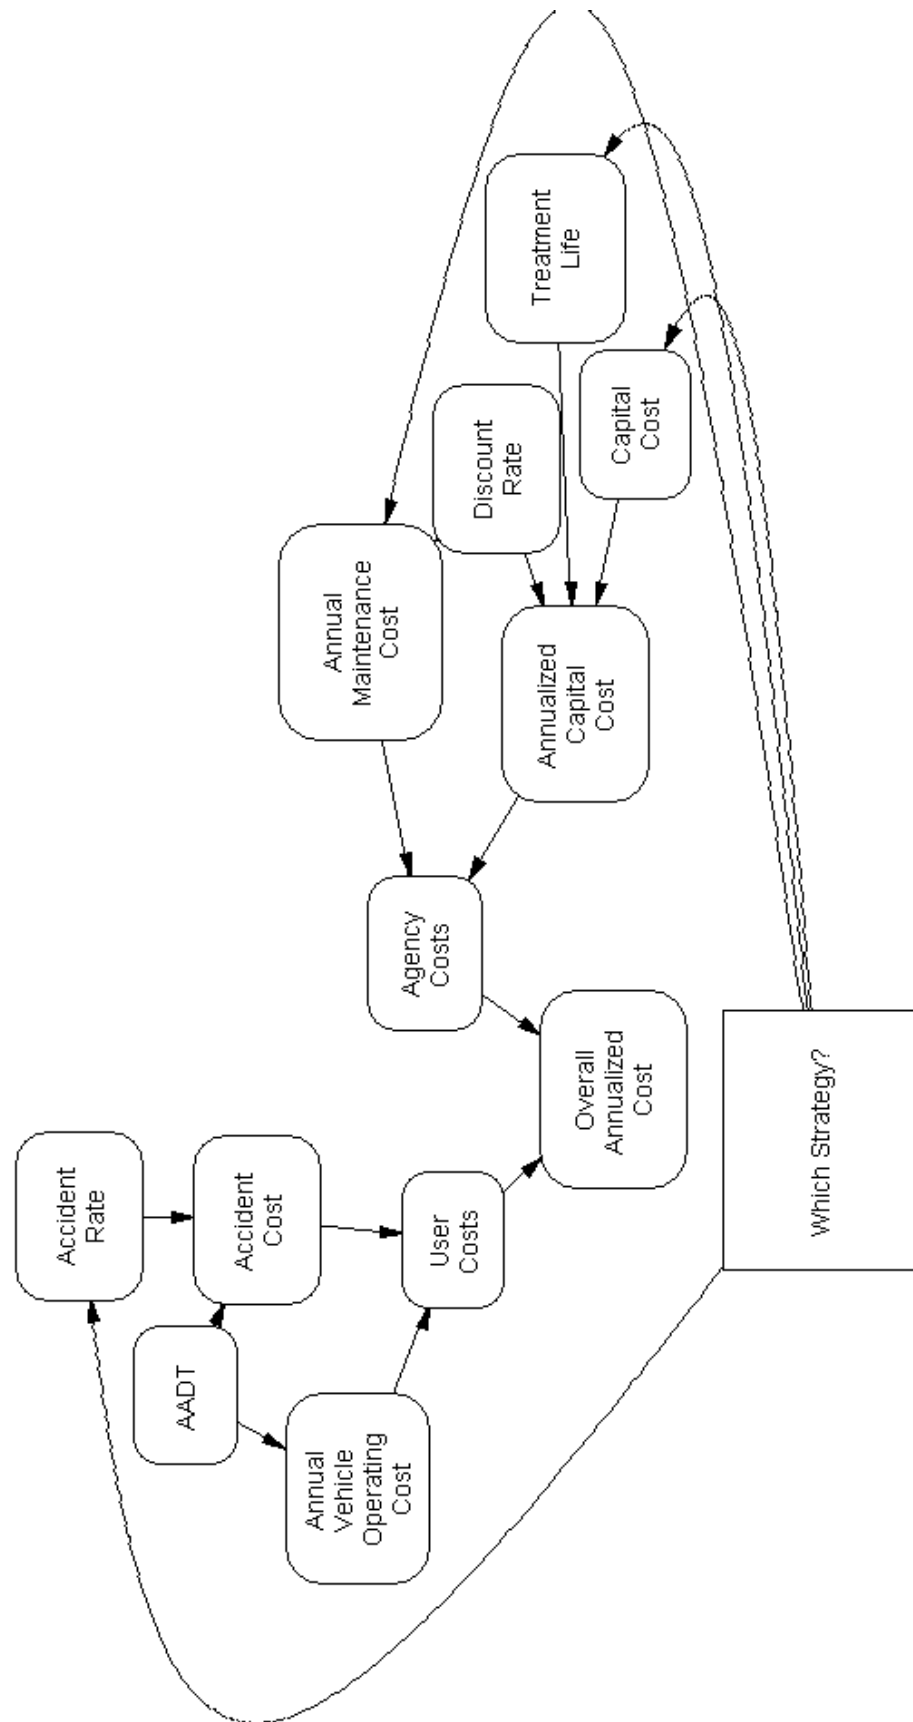 Accident
Rate
AADT
Accident
Cost
Annual
Vehicle
Operating
Cost
User
Costs
Agency
Costs
Annual
Maintenance
Cost
Discount
Rate
Treatment
Life
Capital
Cost
Annualized
Capital
Cost
Overall
Annualized
Cost
Which Strategy?